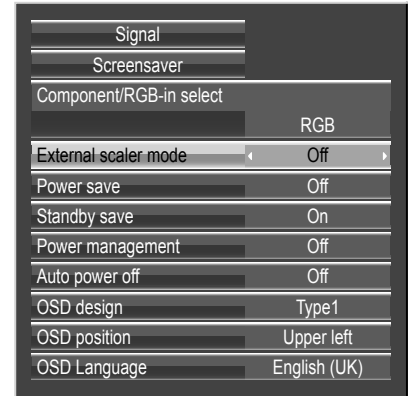 Signal
Screensaver
Component/RGB-in select
RGB
External scaler mode Off
Power save Off
Standby save On
Power management Off
Auto power off Off
OSD design Type1
OSD position Upper left
OSD Language English (UK)